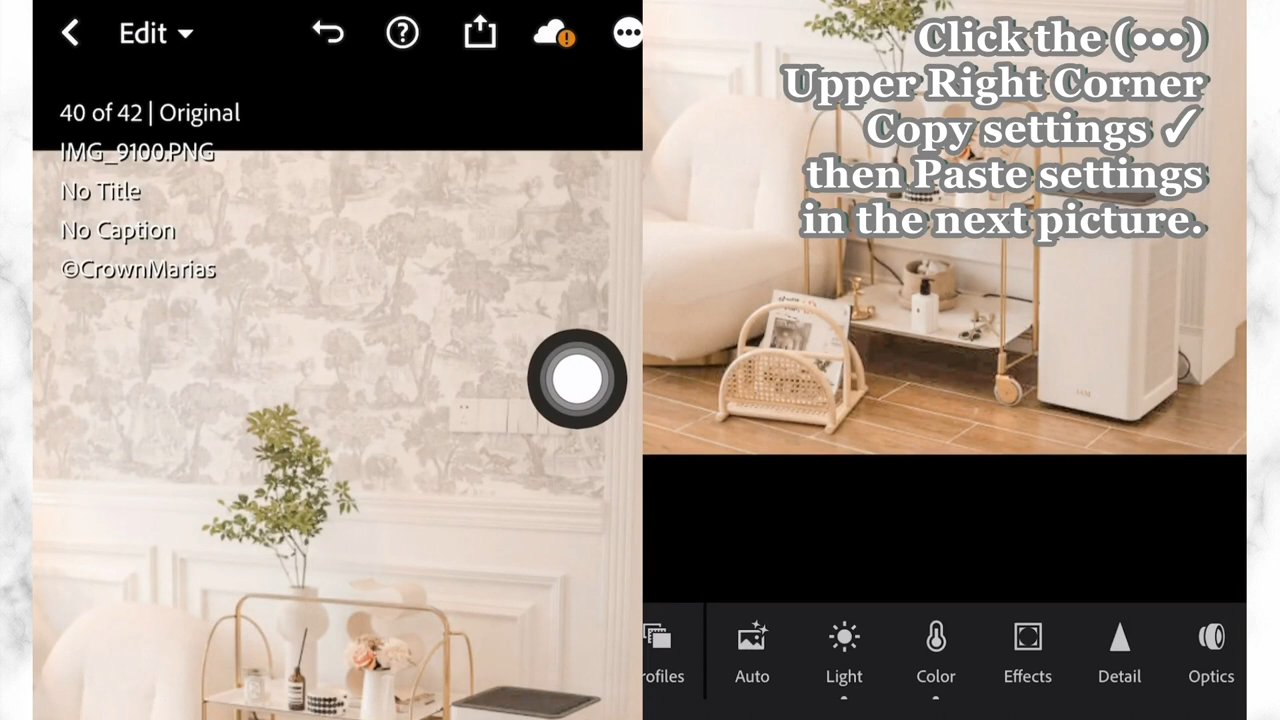 Edit
40 of 42 | Original
IMG_9100.PNG
No Title
No Caption
©CrownMarias
Click the (•••)
Upper Right Corner
Copy settings ✓
then Paste settings
in the next picture.
rofiles
Auto
Light
Color
Effects
Detail
Optics